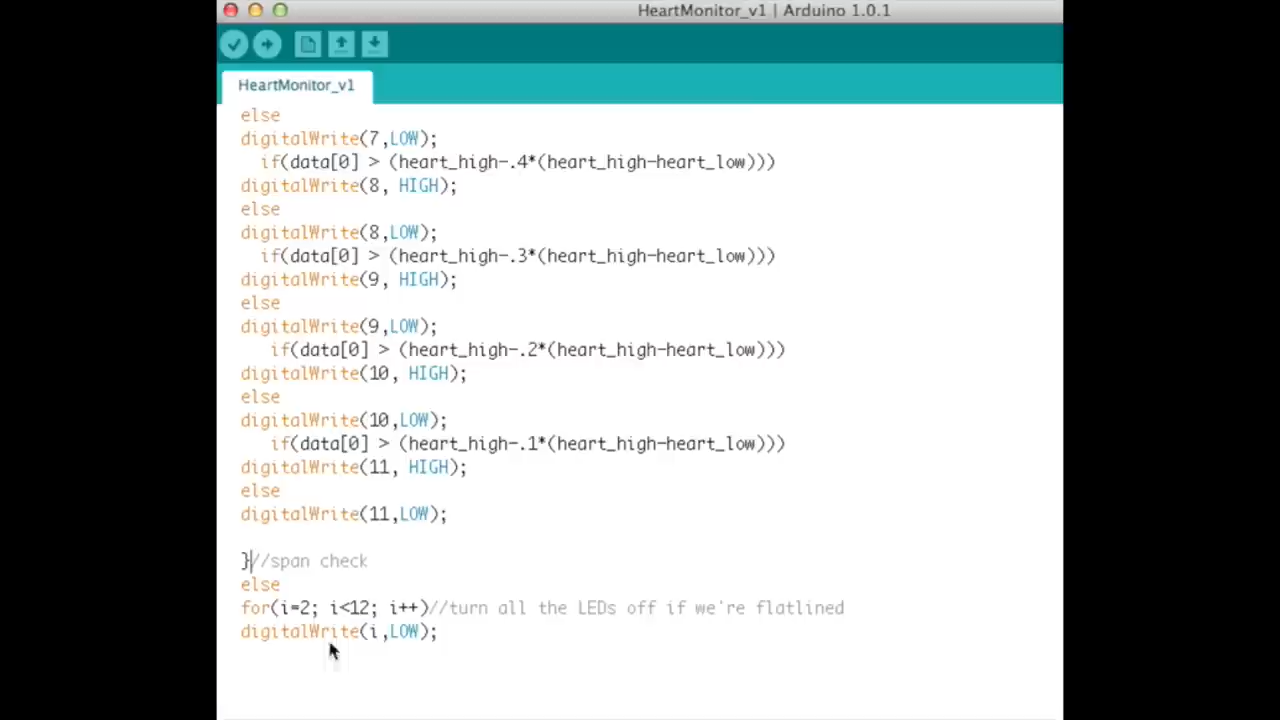 HeartMonitor_v1 | Arduino 1.0.1
HeartMonitor_v1
else
digitalWrite(7,LOW);
if(data[0] > (heart_high-.4*(heart_high-heart_low)))
digitalWrite(8, HIGH);
else
digitalWrite(8,LOW);
if(data[0] > (heart_high-.3*(heart_high-heart_low)))
digitalWrite(9, HIGH);
else
digitalWrite(9,LOW);
if(data[0] > (heart_high-.2*(heart_high-heart_low)))
digitalWrite(10, HIGH);
else
digitalWrite(10,LOW);
if(data[0] > (heart_high-.1*(heart_high-heart_low)))
digitalWrite(11, HIGH);
else
digitalWrite(11,LOW);
}//span check
else
for(i=2; i<12; i++)//turn all the LEDs off if we're flatlined
digitalWrite(i,LOW);